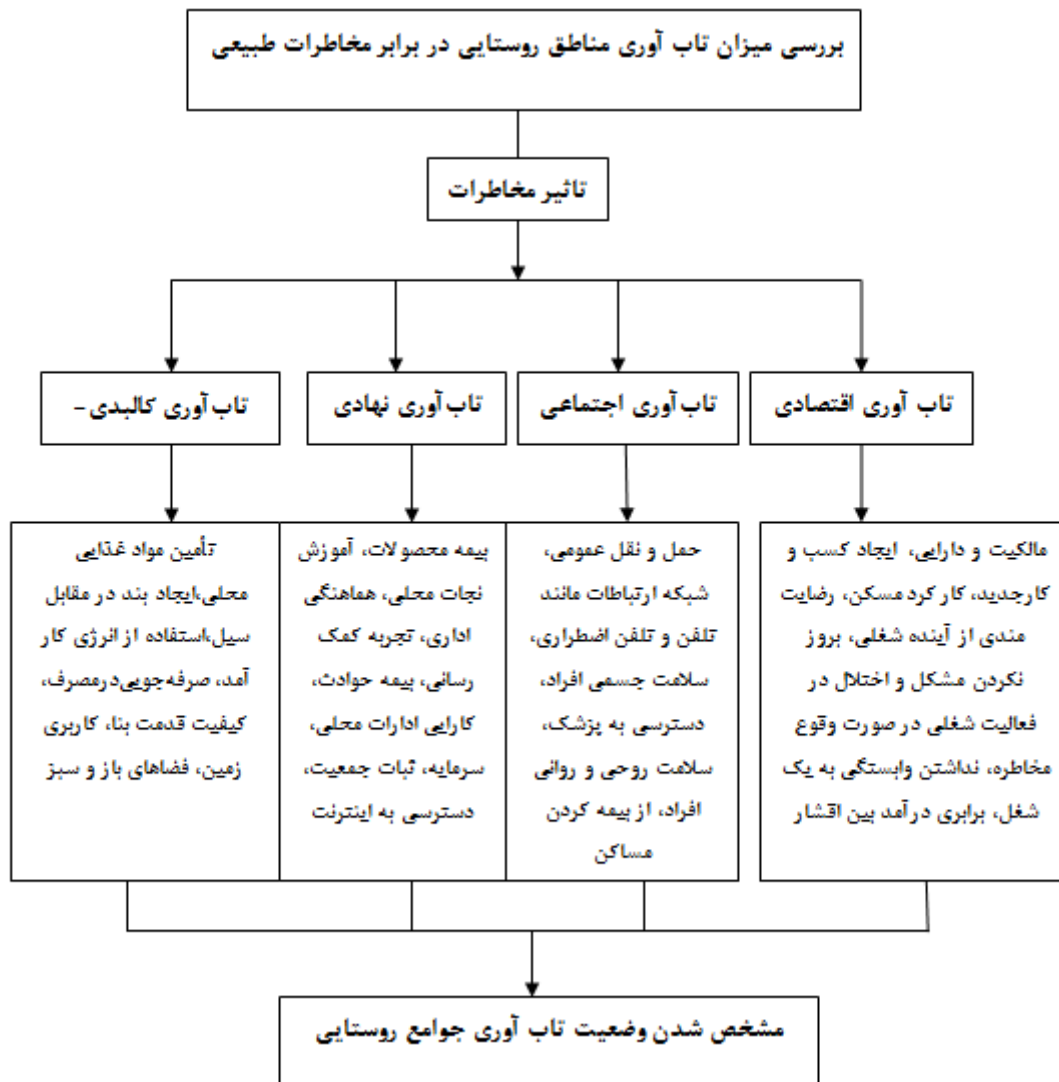 بررسی میزان تاب آوری مناطق روستایی در برابر مخاطرات طبیعی
تاثیر مخاطرات
تاب آوری اقتصادی
تاب آوری اجتماعی
تاب آوری نهادی
تاب آوری کالبدی –
مالکیت و دارایی، ایجاد کسب و
کارجدید، کار کرد مسکن، رضایت
مندی از آینده شغلی، بروز
نکردن مشکل و اختلال در
فعالیت شغلی در صورت وقوع
مخاطره، نداشتن وابستگی به یک
شغل، برابری درآمد بین اقشار
حمل و نقل عمومی،
شبکه ارتباطات مانند
تلفن و تلفن اضطراری،
سلامت جسمی افراد،
دسترسی به پزشک،
سلامت روحی و روانی
افراد، از بیمه کردن
مساکن
بیمه محصولات، آموزش
نجات محلی، هماهنگی
اداری، تجربه کمک
رسانی، بیمه حوادث،
کارایی ادارات محلی،
سرمایه، ثبات جمعیت،
دسترسی به اینترنت
تأمین مواد غذایی
محلی،ایجاد بند در مقابل
سیل،استفاده از انرژی کار
آمد، صرفه‌جویی‌درمصرف،
کیفیت قدمت بنا، کاربری
زمین، فضاهای باز و سبز
مشخص شدن وضعیت تاب آوری جوامع روستایی